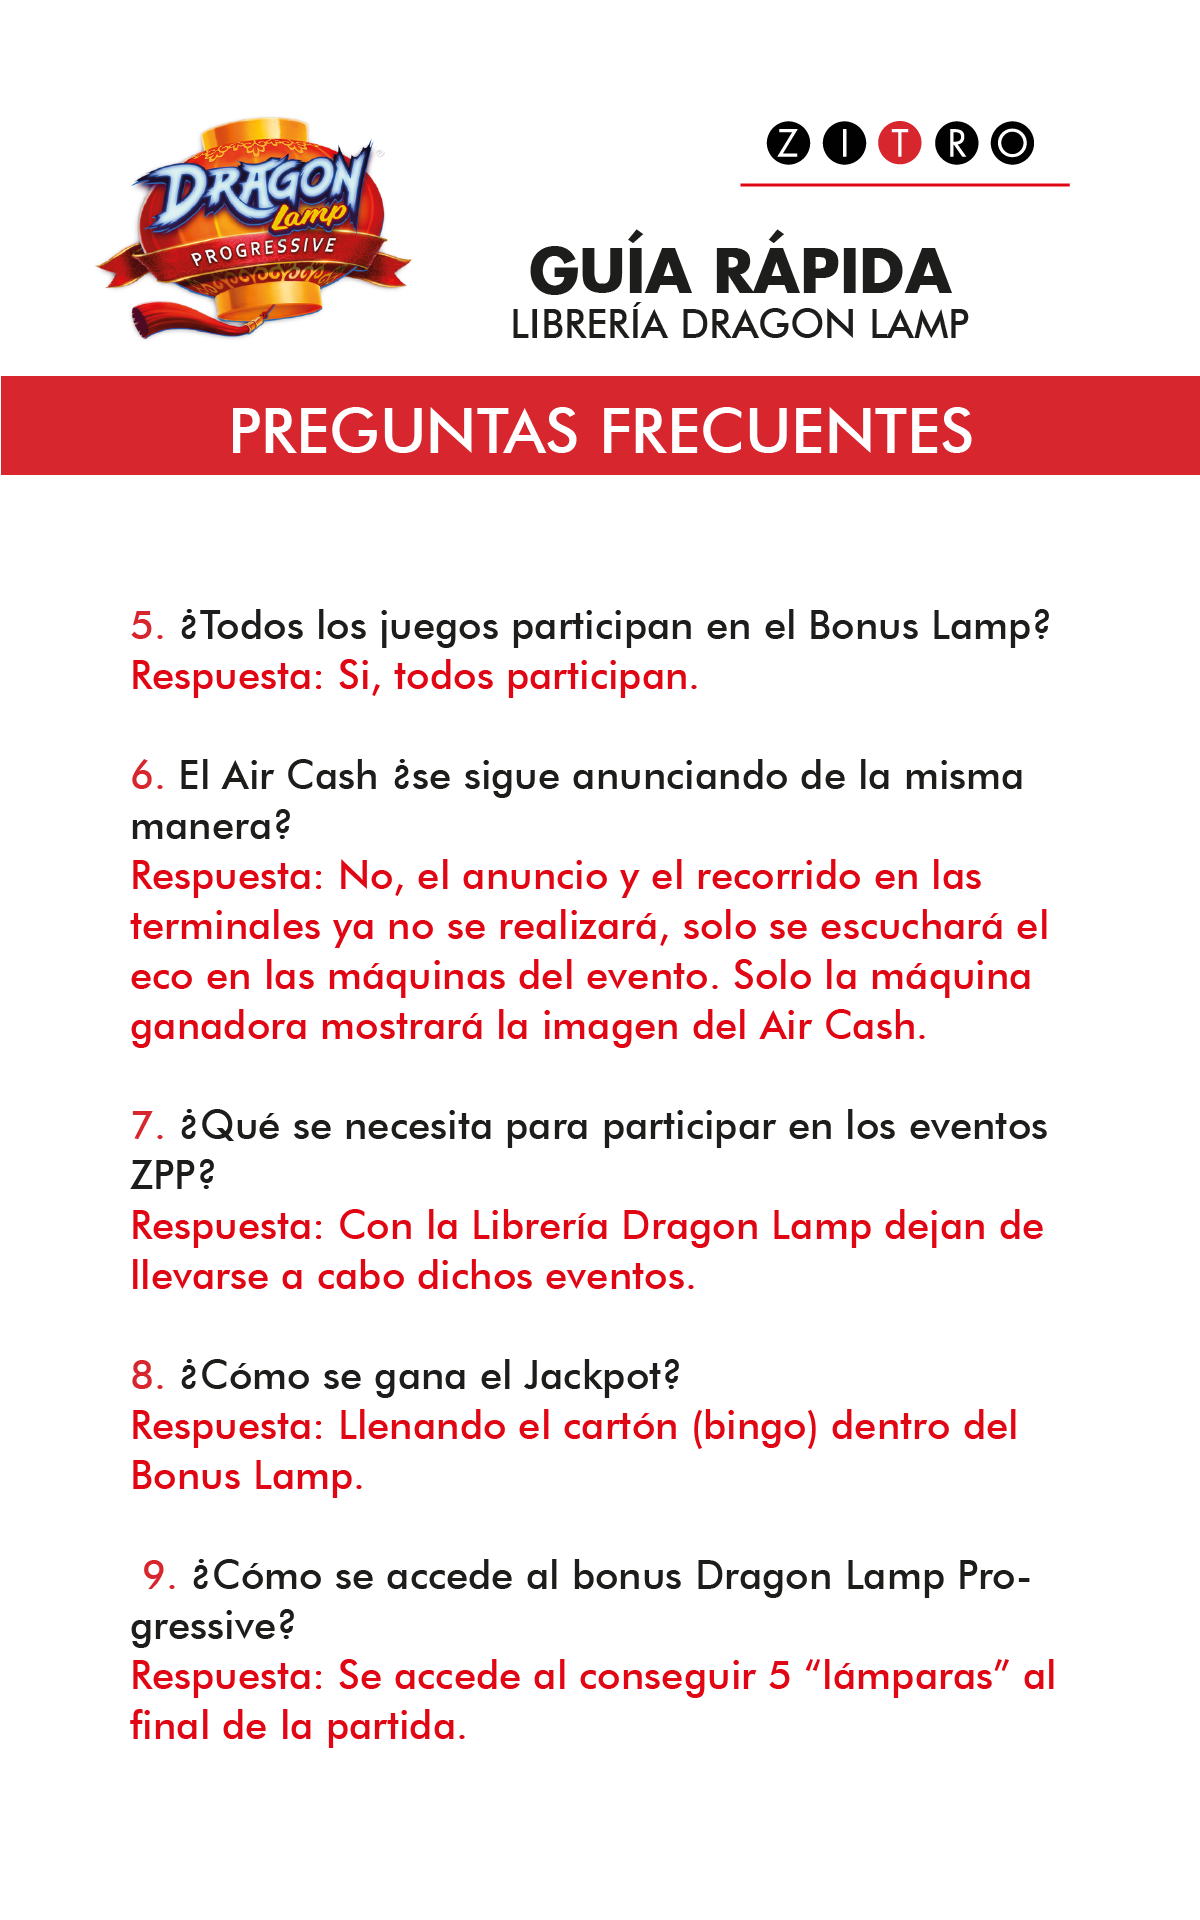 DRAGON
Lamp
PROGRESSIVE
ZITRO
GUÍA RÁPIDA
LIBRERÍA DRAGON LAMP
PREGUNTAS FRECUENTES
5. ¿Todos los juegos participan en el Bonus Lamp?
Respuesta: Si, todos participan.
6. El Air Cash ¿se sigue anunciando de la misma
manera?
Respuesta: No, el anuncio y el recorrido en las
terminales ya no se realizará, solo se escuchará el
eco en las máquinas del evento. Solo la máquina
ganadora mostrará la imagen del Air Cash.
7. ¿Qué se necesita para participar en los eventos
ZPP?
Respuesta: Con la Librería Dragon Lamp dejan de
llevarse a cabo dichos eventos.
8. ¿Cómo se gana el Jackpot?
Respuesta: Llenando el cartón (bingo) dentro del
Bonus Lamp.
9. ¿Cómo se accede al bonus Dragon Lamp Pro-
gressive?
Respuesta: Se accede al conseguir 5 “lámparas” al
final de la partida.